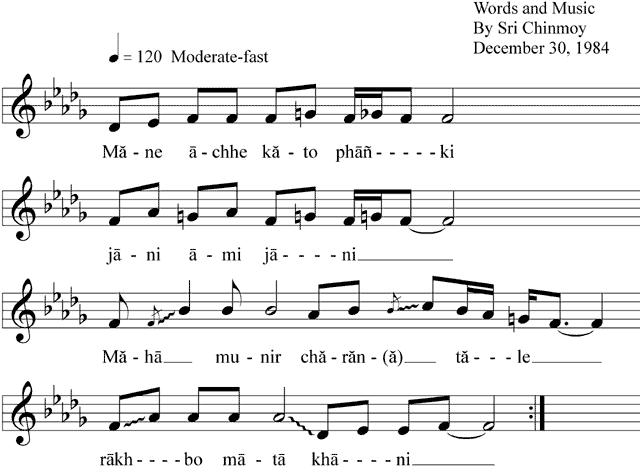 Words and Music
By Sri Chinmoy
December 30, 1984
= 120 Moderate-fast
Mă - ne ā - chhe kă - to phāñ - - - - - ki
jā - ni ā - mi jā - - - - ni
Mă - hā mu - nir chă - răn - (ă) tă - - - le
rākh - - - - bo mā - tā khā - - - ni